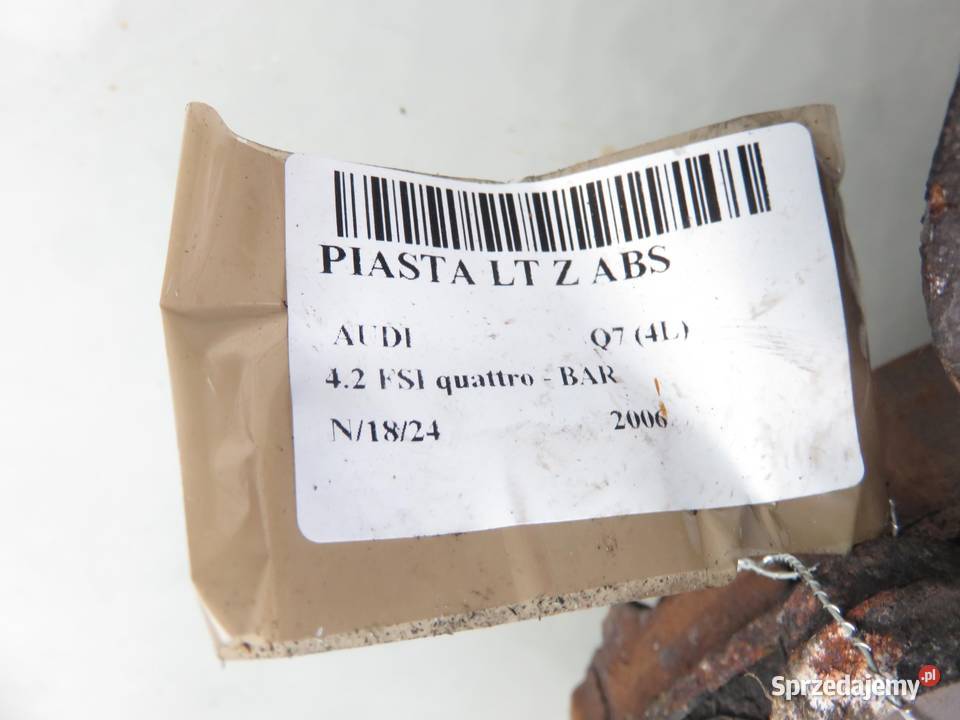 PIASTA LT Z ABS
AUDI Q7 (4L)
4.2 FSI quattro - BAR
N/18/24 2006
Sprzedajemy.pl